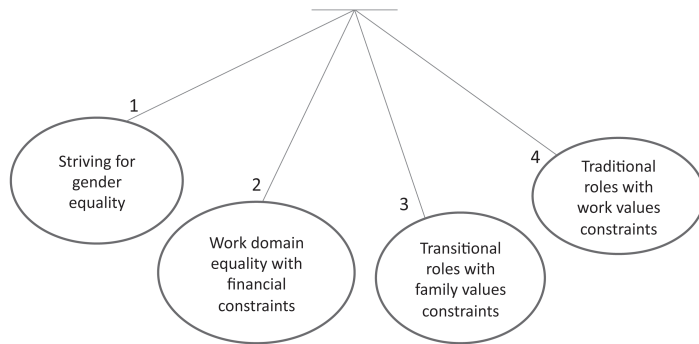 1
Striving for
gender
equality
2
Work domain
equality with
financial
constraints
3
Transitional
roles with
family values
constraints
4
Traditional
roles with
work values
constraints